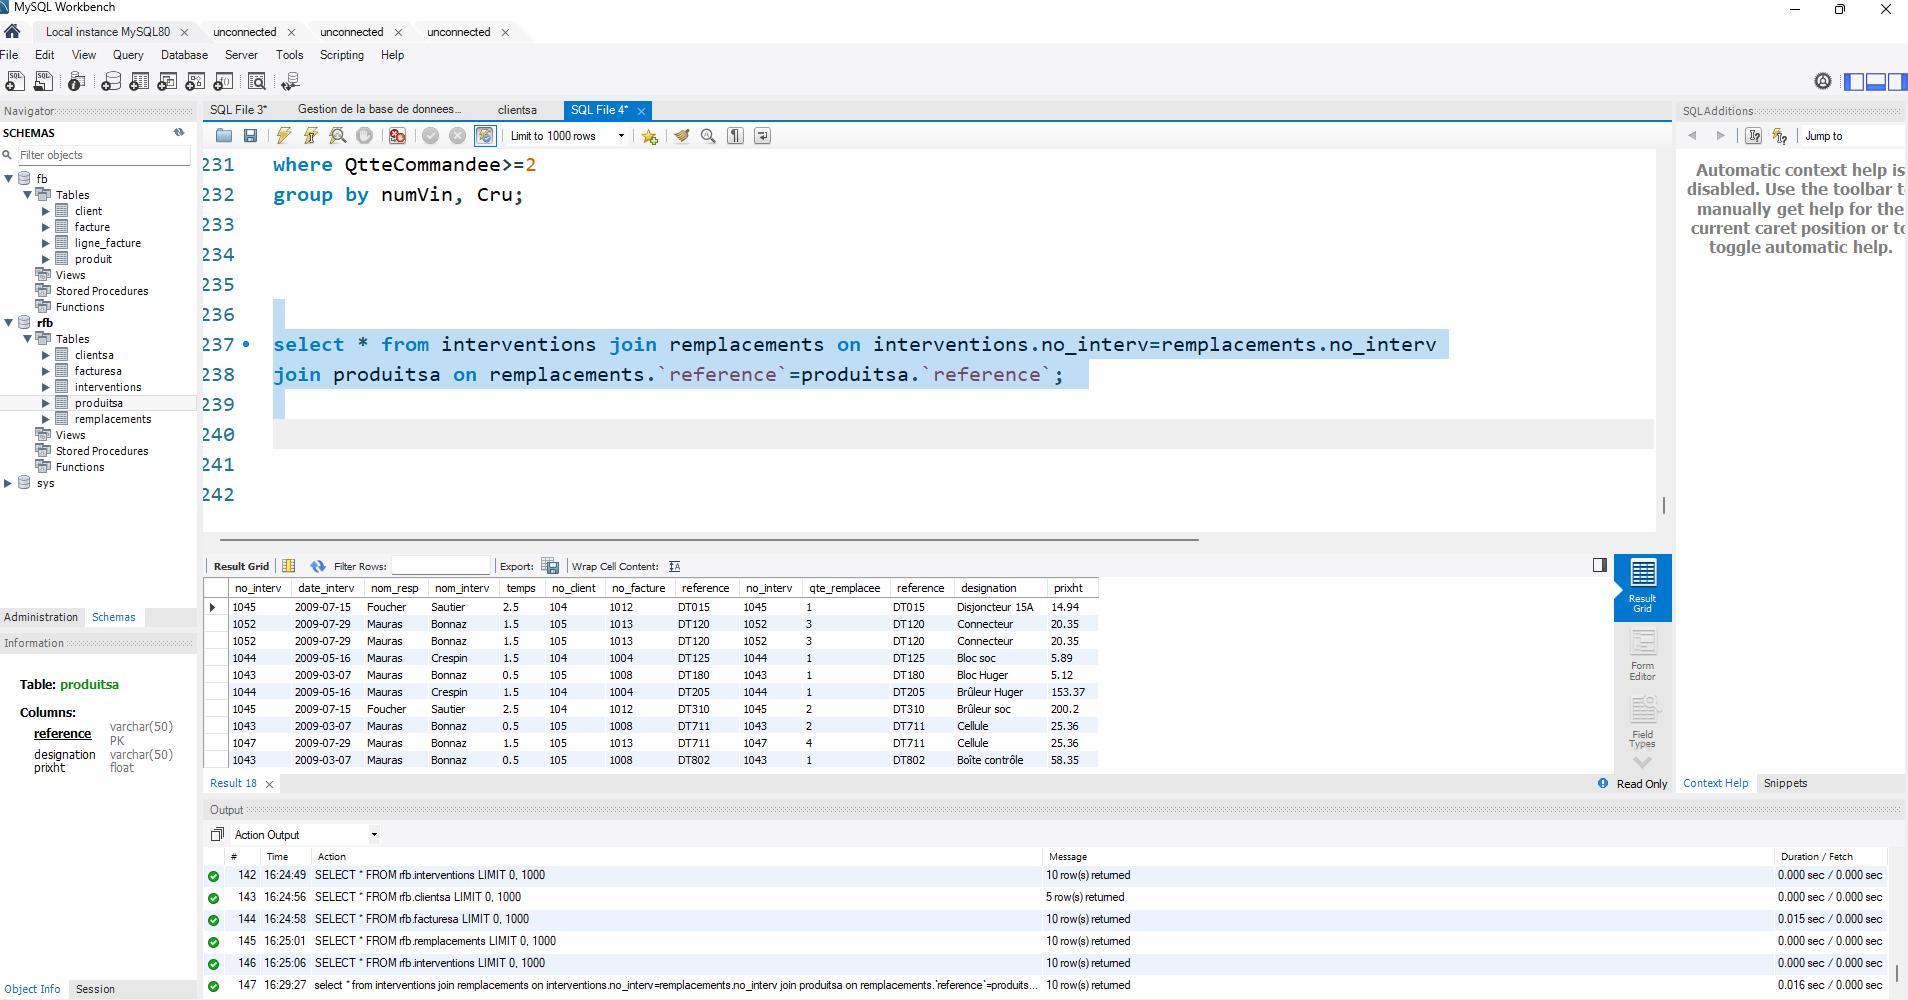 MySQL Workbench
Local instance MySQL80
unconnected
unconnected
unconnected
File Edit View Query Database Server Tools Scripting Help
Navigator
SCHEMAS
Filter objects
fb
Tables
client
facture
ligne_facture
produit
Views
Stored Procedures
Functions
rfb
Tables
clientsa
facturesa
interventions
produitsa
remplacements
Views
Stored Procedures
Functions
sys
Administration Schemas
Information
Table: produitsa
Columns:
reference varchar(50) PK
designation varchar(50)
prixht float
Object Info Session
SQL File 3* Gestion de la base de donnees... clientsa SQL File 4*
Limit to 1000 rows
231 where QtteCommandee>=2
232 group by numVin, Cru;
233
234
235
236
237 select * from interventions join remplacements on interventions.no_interv=remplacements.no_interv
238 join produitsa on remplacements.`reference`=produitsa.`reference`;
239
240
241
242
Result Grid Filter Rows: Export: Wrap Cell Content:
no_interv date_interv nom_resp nom_interv temps no_client no_facture reference no_interv qte_remplacee reference designation prixht
1045 2009-07-15 Foucher Sautier 2.5 104 1012 DT015 1045 1 DT015 Disjoncteur 15A 14.94
1052 2009-07-29 Mauras Bonnaz 1.5 105 1013 DT120 1052 3 DT120 Connecteur 20.35
1052 2009-07-29 Mauras Bonnaz 1.5 105 1013 DT120 1052 3 DT120 Connecteur 20.35
1044 2009-05-16 Mauras Crespin 1.5 104 1004 DT125 1044 1 DT125 Bloc soc 5.89
1043 2009-03-07 Mauras Bonnaz 0.5 105 1008 DT180 1043 1 DT180 Bloc Huger 5.12
1044 2009-05-16 Mauras Crespin 1.5 104 1004 DT205 1044 1 DT205 Brûleur Huger 153.37
1045 2009-07-15 Foucher Sautier 2.5 104 1012 DT310 1045 2 DT310 Brûleur soc 200.2
1043 2009-03-07 Mauras Bonnaz 0.5 105 1008 DT711 1043 2 DT711 Cellule 25.36
1047 2009-07-29 Mauras Bonnaz 1.5 105 1013 DT711 1047 4 DT711 Cellule 25.36
1043 2009-03-07 Mauras Bonnaz 0.5 105 1008 DT802 1043 1 DT802 Boîte contrôle 58.35
Result Grid
Form Editor
Field Types
Result 18
Read Only
SQLAdditions
Jump to
Automatic context help is
disabled. Use the toolbar t
manually get help for the
current caret position or to
toggle automatic help.
Context Help Snippets
Output
Action Output
# Time Action Message Duration / Fetch
142 16:24:49 SELECT * FROM rfb.interventions LIMIT 0, 1000 10 row(s) returned 0.000 sec / 0.000 sec
143 16:24:56 SELECT * FROM rfb.clientsa LIMIT 0, 1000 5 row(s) returned 0.000 sec / 0.000 sec
144 16:24:58 SELECT * FROM rfb.facturesa LIMIT 0, 1000 10 row(s) returned 0.015 sec / 0.000 sec
145 16:25:01 SELECT * FROM rfb.remplacements LIMIT 0, 1000 10 row(s) returned 0.000 sec / 0.000 sec
146 16:25:06 SELECT * FROM rfb.interventions LIMIT 0, 1000 10 row(s) returned 0.000 sec / 0.000 sec
147 16:29:27 select * from interventions join remplacements on interventions.no_interv=remplacements.no_interv join produitsa on remplacements.`reference`=produits... 10 row(s) returned 0.016 sec / 0.000 sec